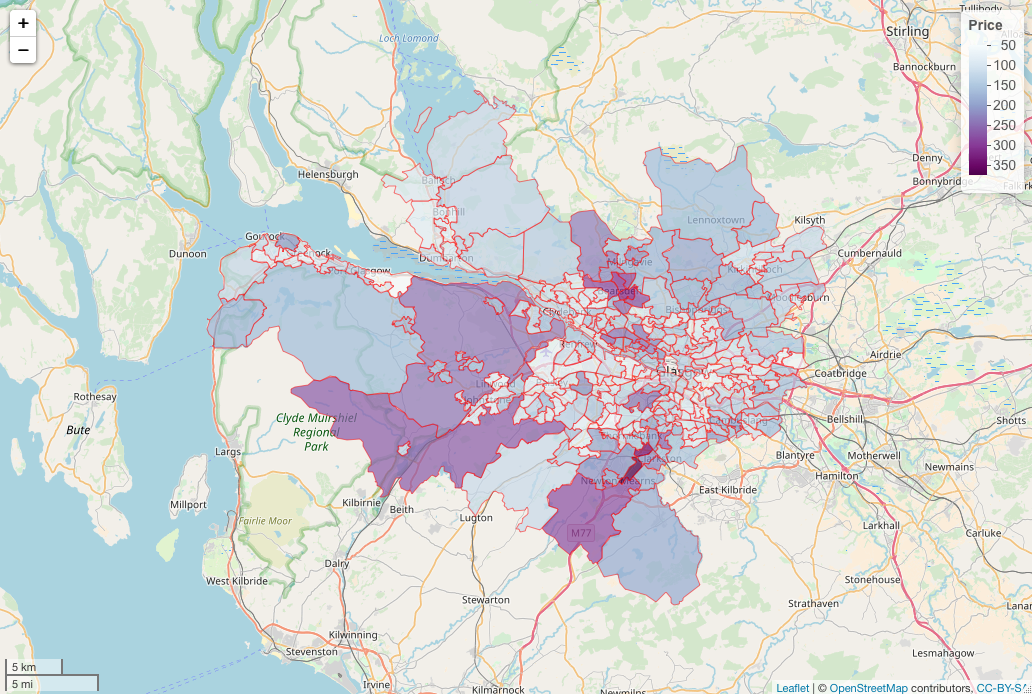 +
−
Loch Lomond
Stirling
Tullibody
Price
50
100
150
200
250
300
350
Bannockburn
Denny
Bonnybridge
Falkirk
Helensburgh
Balloch
Bonhill
Dumbarton
Lennoxtown
Kilsyth
Cumbernauld
Dunoon
Gourock
Milngavie
Kirkintilloch
Moodiesburn
Bearsden
Bishopbriggs
Clydebank
Renfrew
Airdrie
Coatbridge
Glasgow
Linwood
Johnstone
Rothesay
Bute
Clyde Muirshiel
Regional
Park
Cambuslang
Bellshill
Shotts
Largs
Clarkston
Blantyre
Motherwell
Newmains
Hamilton
Newton Mearns
East Kilbride
Millport
Kilbirnie
Beith
Lugton
Fairlie Moor
M77
Larkhall
Carluke
Dalry
West Kilbride
Stonehouse
Stewarton
Strathaven
Kilwinning
Stevenston
Lesmahagow
Irvine
Kilmarnock
Newmilns
5 km
5 mi
Leaflet | © OpenStreetMap contributors, CC-BY-SA